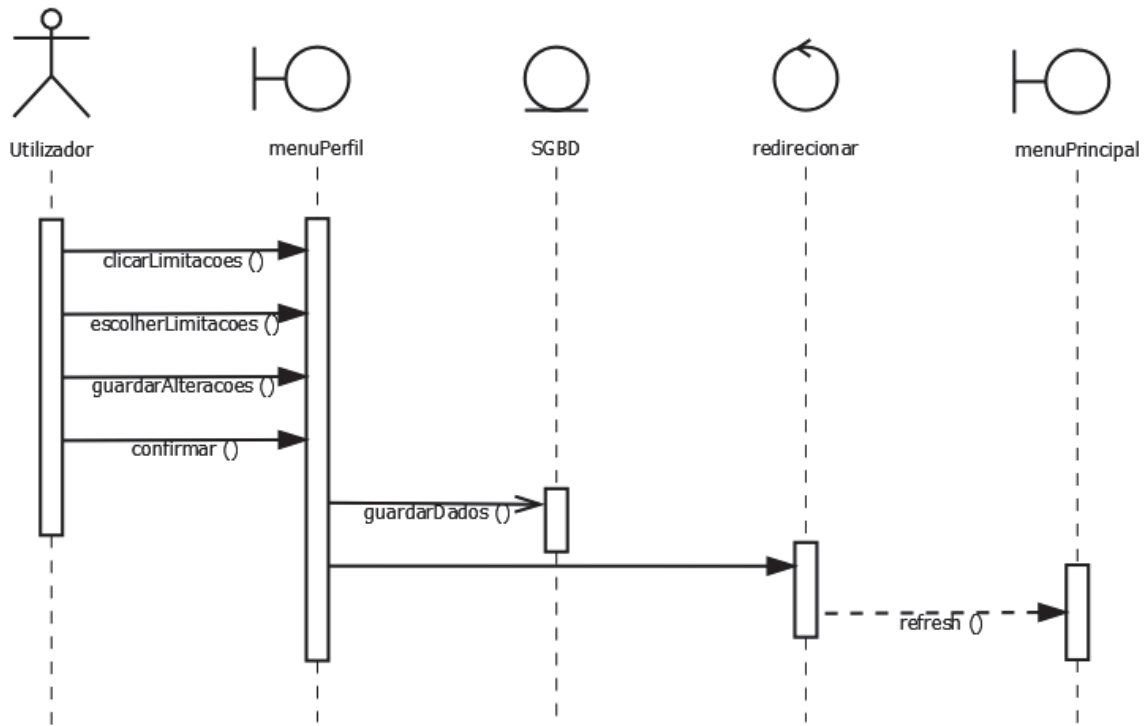 Utilizador
menuPerfil
SGBD
redirecionar
menuPrincipal
clicarLimitacoes ()
escolherLimitacoes ()
guardarAlteracoes ()
confirmar ()
guardarDados ()
refresh ()